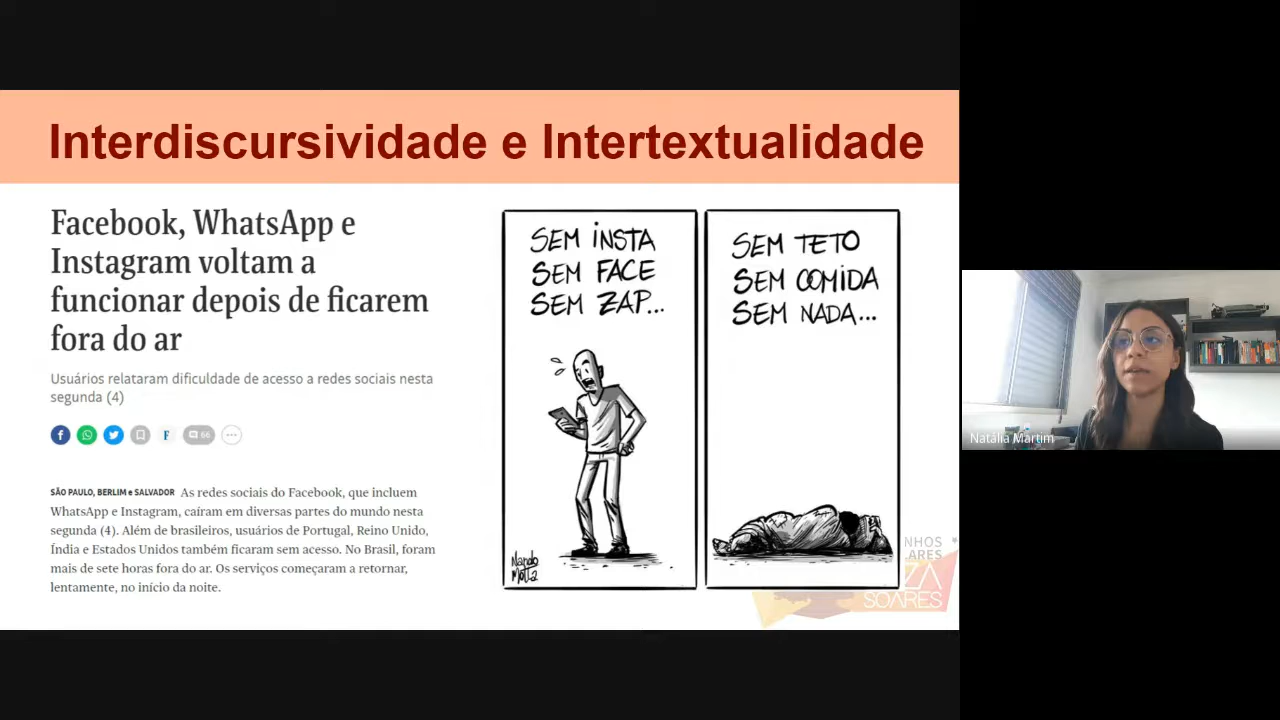 Interdiscursividade e Intertextualidade
Facebook, WhatsApp e
Instagram voltam a
funcionar depois de ficarem
fora do ar
Usuários relataram dificuldade de acesso a redes sociais nesta
segunda (4)
F
66
SÃO PAULO, BERLIM e SALVADOR As redes sociais do Facebook, que incluem
WhatsApp e Instagram, caíram em diversas partes do mundo nesta
segunda (4). Além de brasileiros, usuários de Portugal, Reino Unido,
Índia e Estados Unidos também ficaram sem acesso. No Brasil, foram
mais de sete horas fora do ar. Os serviços começaram a retornar,
lentamente, no início da noite.
SEM INSTA
SEM FACE
SEM ZAP...
Nando
Motta
SEM TETO
SEM COMIDA
SEM NADA...
NHOS *
ARES
ZA
SOARES
Natália Martim